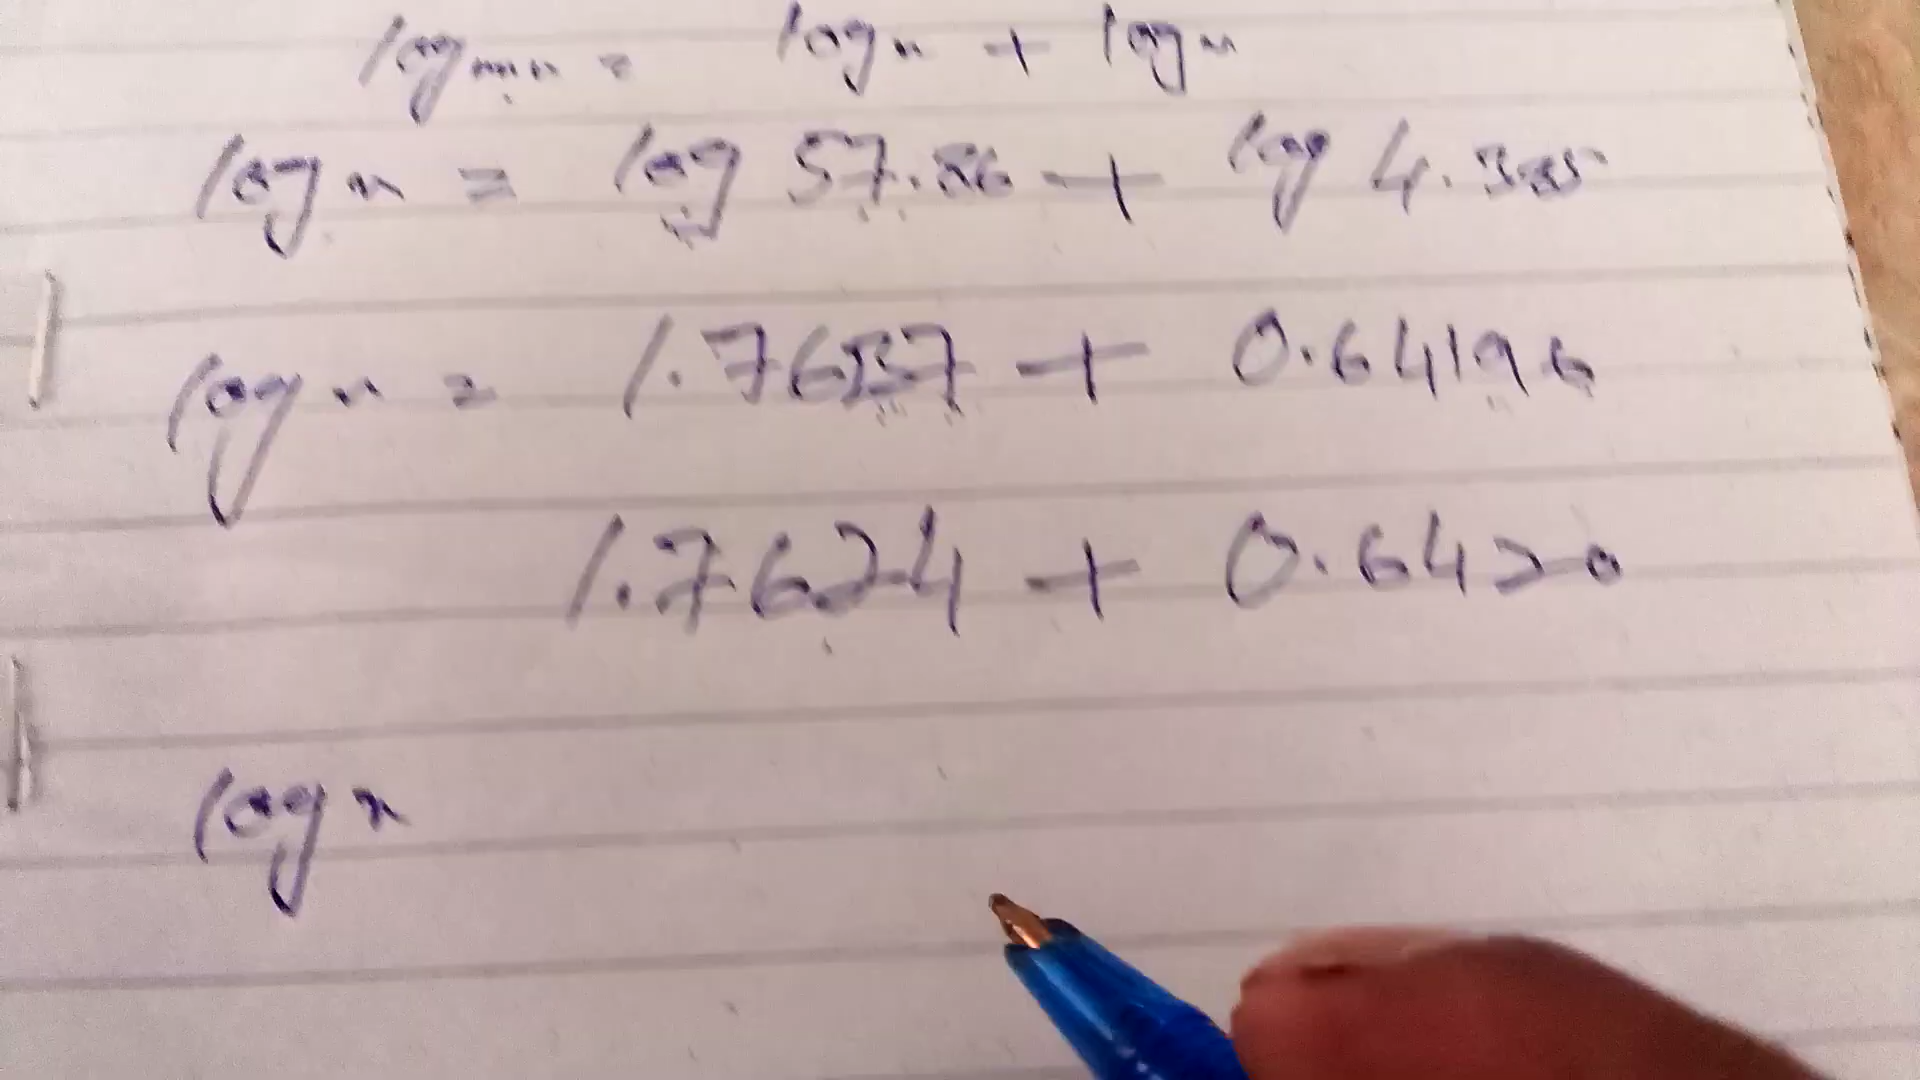 log mn = log n + log m
log x = log 57.86 + log 4.385
log x = 1.7637 + 0.64196
1.7624 + 0.6420
log x